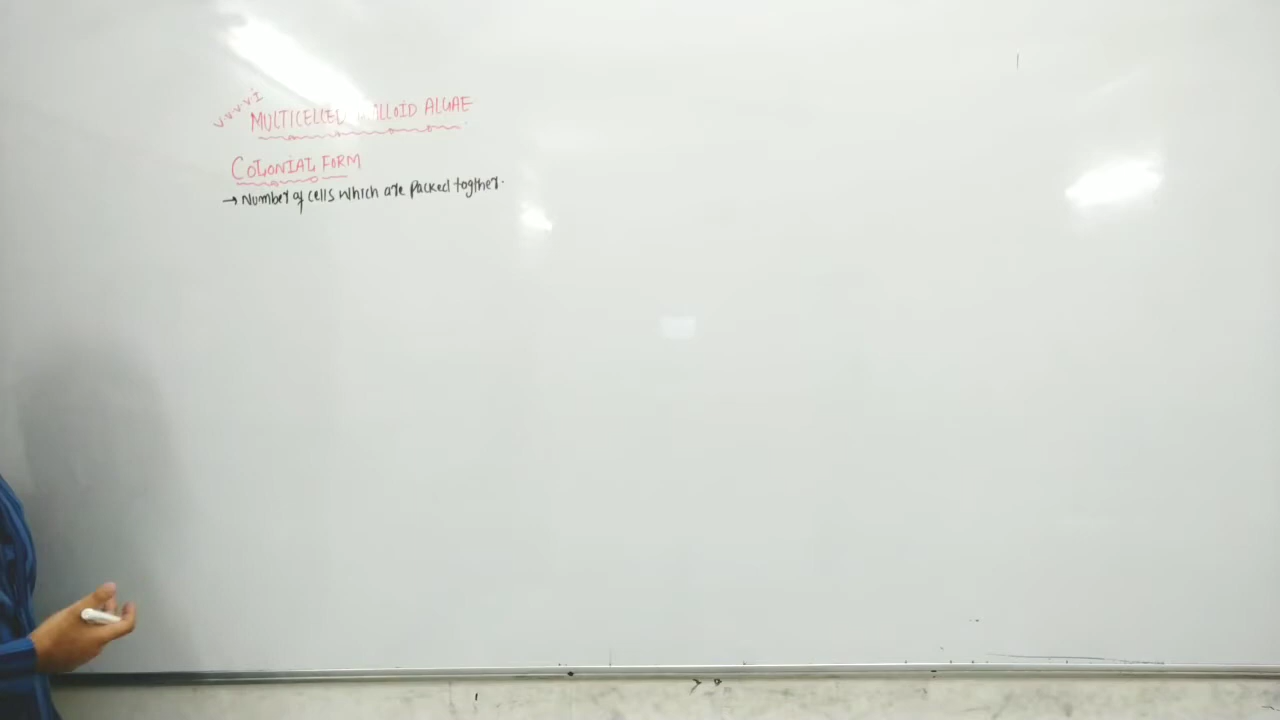 V.V.V.V.I
MULTICELLED ALGAE
COLONIAL FORM
→ Number of cells which are packed togther.